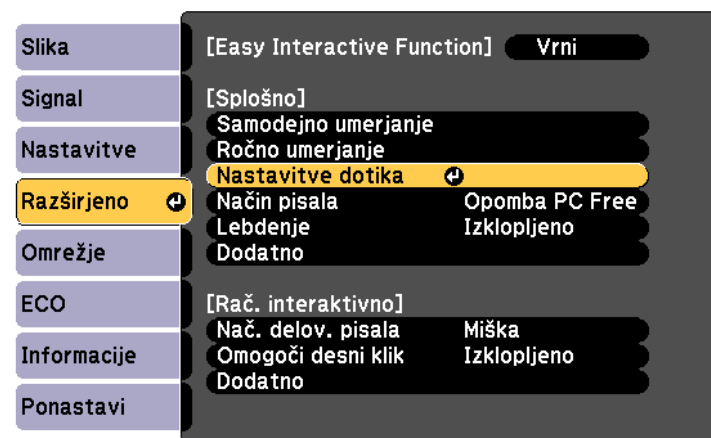 Slika
Signal
Nastavitve
Razširjeno
Omrežje
ECO
Informacije
Ponastavi
[Easy Interactive Function] Vrni
[Splošno]
Samodejno umerjanje
Ročno umerjanje
Nastavitve dotika
Način pisala Opomba PC Free
Lebdenje Izklopljeno
Dodatno
[Rač. interaktivno]
Nač. delov. pisala Miška
Omogoči desni klik Izklopljeno
Dodatno